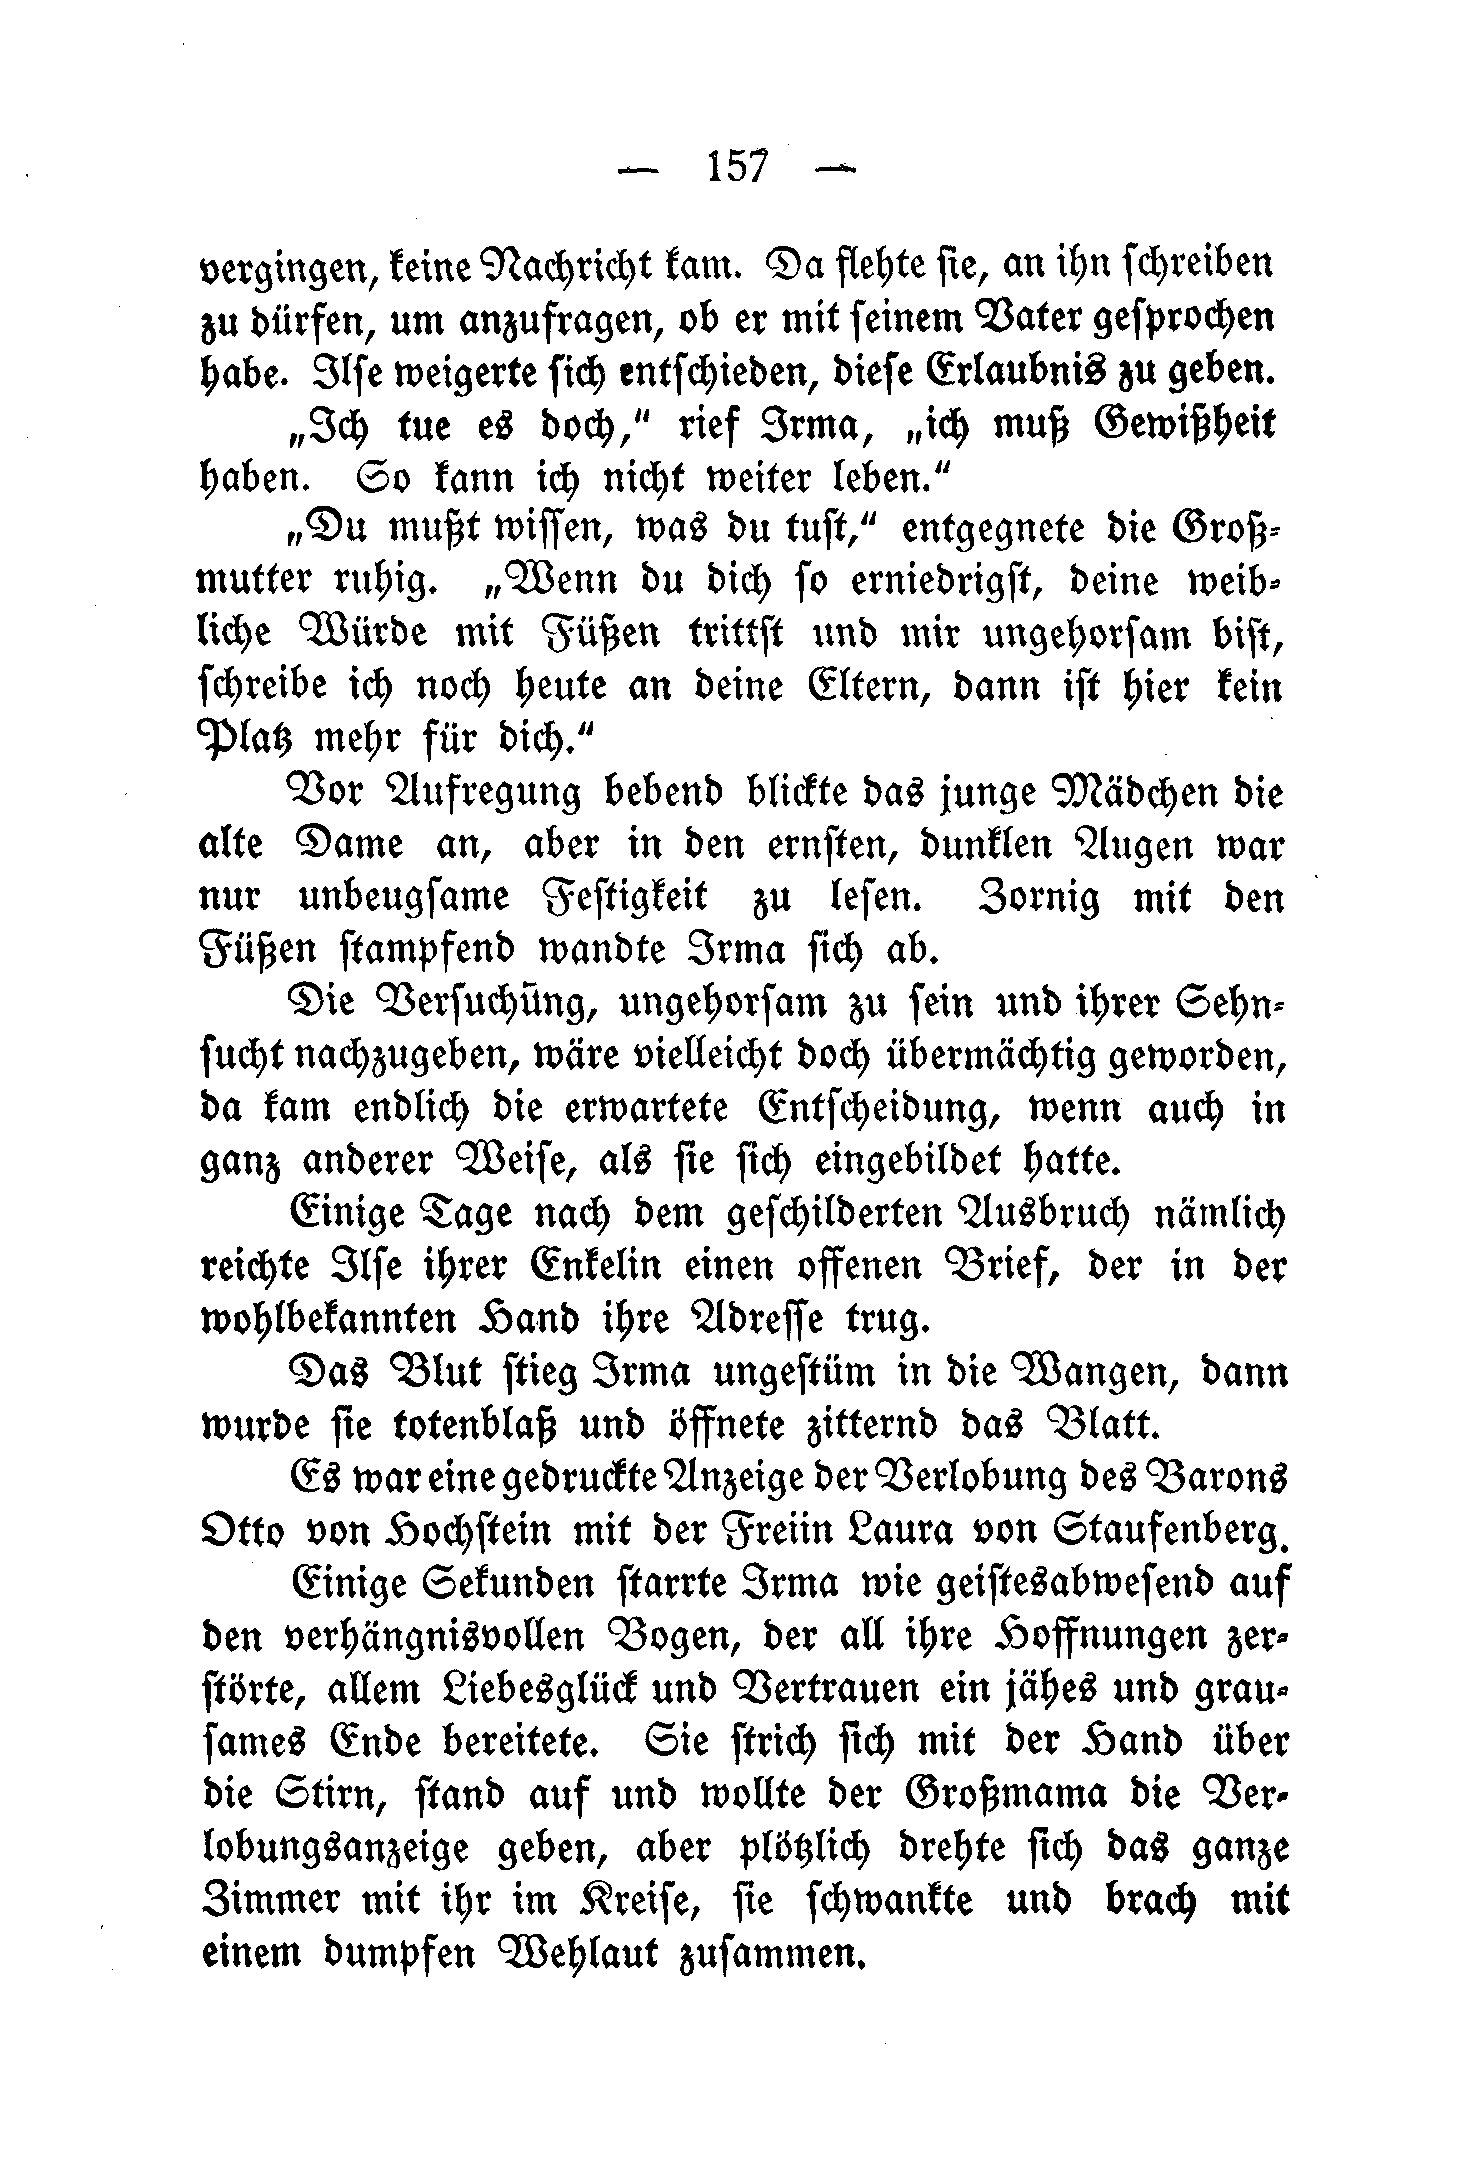 — 157 —
vergingen, keine Nachricht kam. Da flehte sie, an ihn schreiben
zu dürfen, um anzufragen, ob er mit seinem Vater gesprochen
habe. Ilse weigerte sich entschieden, diese Erlaubnis zu geben.
„Ich tue es doch,“ rief Irma, „ich muß Gewißheit
haben. So kann ich nicht weiter leben.“
„Du mußt wissen, was du tust,“ entgegnete die Groß-
mutter ruhig. „Wenn du dich so erniedrigst, deine weib-
liche Würde mit Füßen trittst und mir ungehorsam bist,
schreibe ich noch heute an deine Eltern, dann ist hier kein
Platz mehr für dich.“
Vor Aufregung bebend blickte das junge Mädchen die
alte Dame an, aber in den ernsten, dunklen Augen war
nur unbeugsame Festigkeit zu lesen. Zornig mit den
Füßen stampfend wandte Irma sich ab.
Die Versuchung, ungehorsam zu sein und ihrer Sehn-
sucht nachzugeben, wäre vielleicht doch übermächtig geworden,
da kam endlich die erwartete Entscheidung, wenn auch in
ganz anderer Weise, als sie sich eingebildet hatte.
Einige Tage nach dem geschilderten Ausbruch nämlich
reichte Ilse ihrer Enkelin einen offenen Brief, der in der
wohlbekannten Hand ihre Adresse trug.
Das Blut stieg Irma ungestüm in die Wangen, dann
wurde sie totenblaß und öffnete zitternd das Blatt.
Es war eine gedruckte Anzeige der Verlobung des Barons
Otto von Hochstein mit der Freiin Laura von Staufenberg.
Einige Sekunden starrte Irma wie geistesabwesend auf
den verhängnisvollen Bogen, der all ihre Hoffnungen zer-
störte, allem Liebesglück und Vertrauen ein jähes und grau-
sames Ende bereitete. Sie strich sich mit der Hand über
die Stirn, stand auf und wollte der Großmama die Ver-
lobungsanzeige geben, aber plötzlich drehte sich das ganze
Zimmer mit ihr im Kreise, sie schwankte und brach mit
einem dumpfen Wehlaut zusammen.